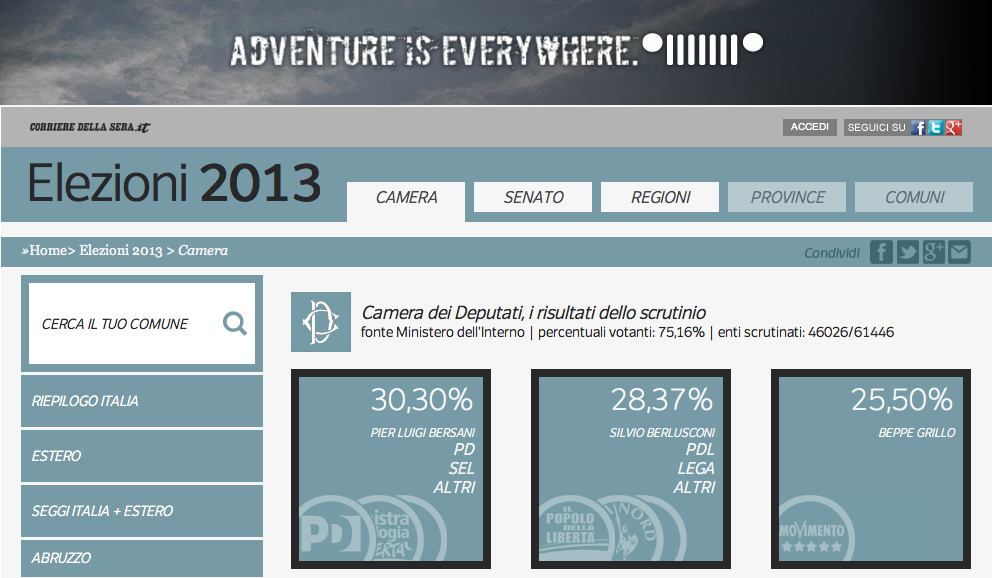 ADVENTURE IS EVERYWHERE.
CORRIERE DELLA SERA.it
ACCEDI
SEGUICI SU
Elezioni 2013
CAMERA
SENATO
REGIONI
PROVINCE
COMUNI
»Home> Elezioni 2013 > Camera
Condividi
CERCA IL TUO COMUNE
RIEPILOGO ITALIA
ESTERO
SEGGI ITALIA + ESTERO
ABRUZZO
Camera dei Deputati, i risultati dello scrutinio
fonte Ministero dell'Interno | percentuali votanti: 75,16% | enti scrutinati: 46026/61446
30,30%
PIER LUIGI BERSANI
PD
SEL
ALTRI
PD
istra
logia
ERTA'
28,37%
SILVIO BERLUSCONI
PDL
LEGA
ALTRI
IL
POPOLO
DELLA
LIBERTÀ
NORD
25,50%
BEPPE GRILLO
MOVIMENTO